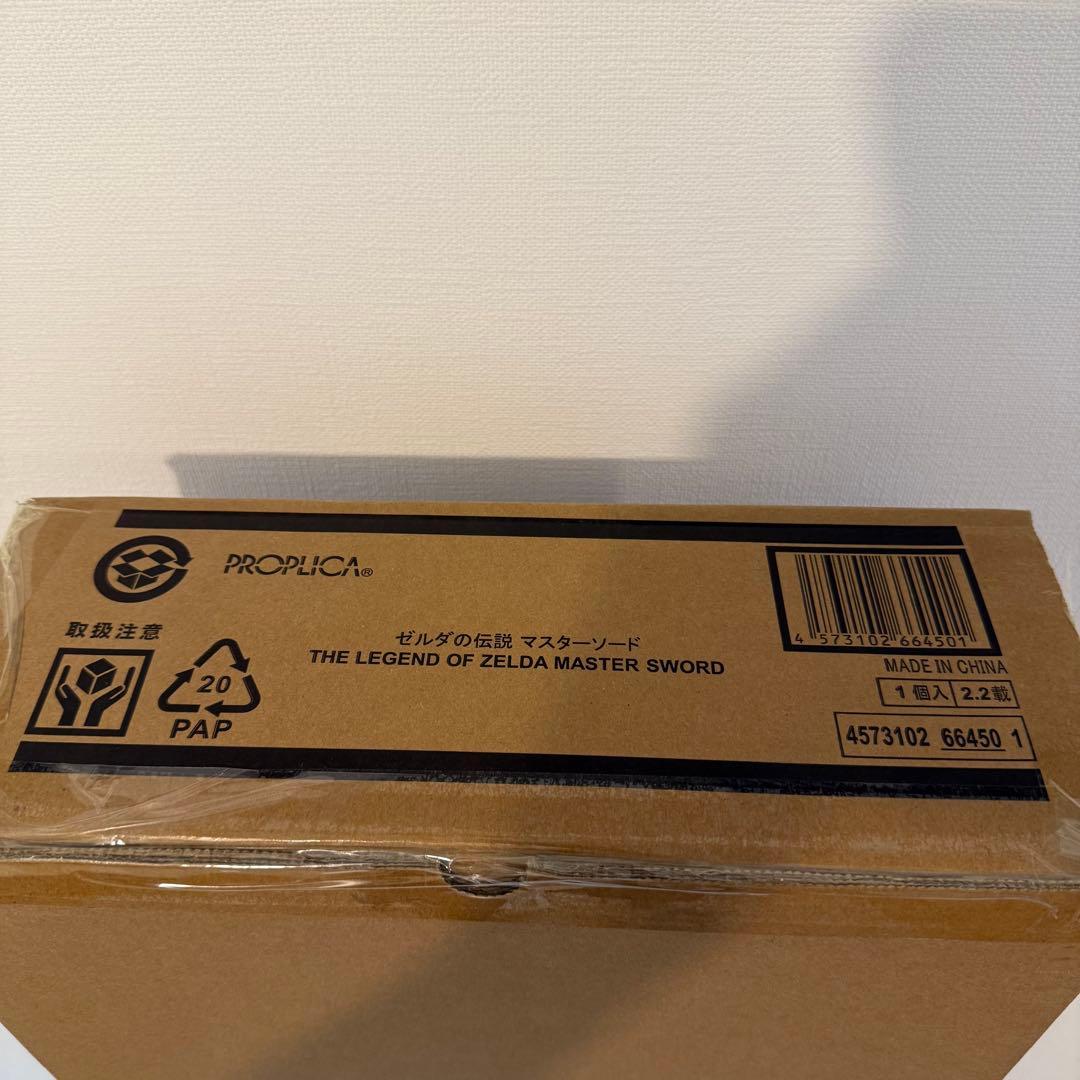 PROPLICA®
取扱注意
20
PAP
ゼルダの伝説 マスターソード
THE LEGEND OF ZELDA MASTER SWORD
4 573102 664501
MADE IN CHINA
1個入 2.2載
4573102 66450 1